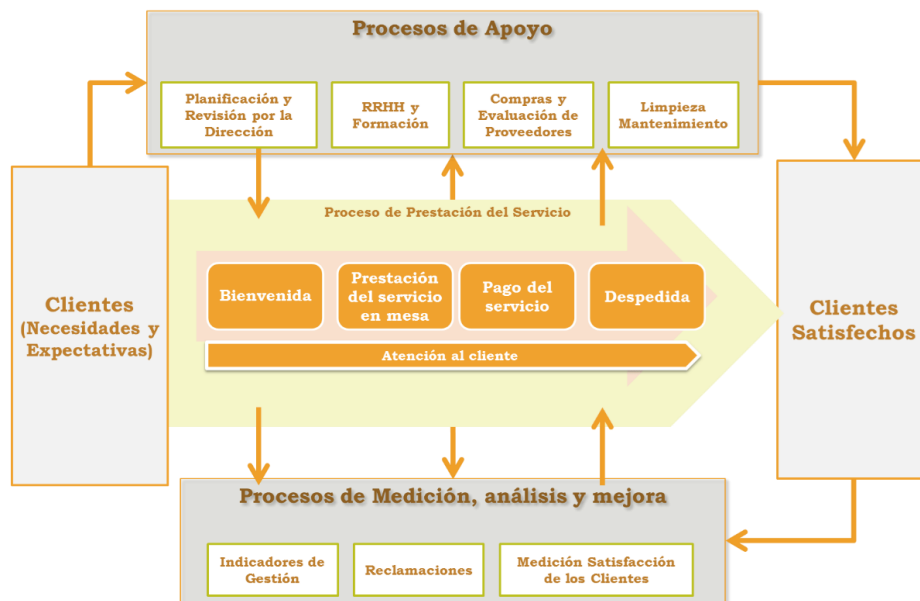 Procesos de Apoyo
Planificación y
Revisión por la
Dirección
RRHH y
Formación
Compras y
Evaluación de
Proveedores
Limpieza
Mantenimiento
Clientes
(Necesidades y
Expectativas)
Proceso de Prestación del Servicio
Bienvenida
Prestación
del servicio
en mesa
Pago del
servicio
Despedida
Atención al cliente
Clientes
Satisfechos
Procesos de Medición, análisis y mejora
Indicadores de
Gestión
Reclamaciones
Medición Satisfacción
de los Clientes